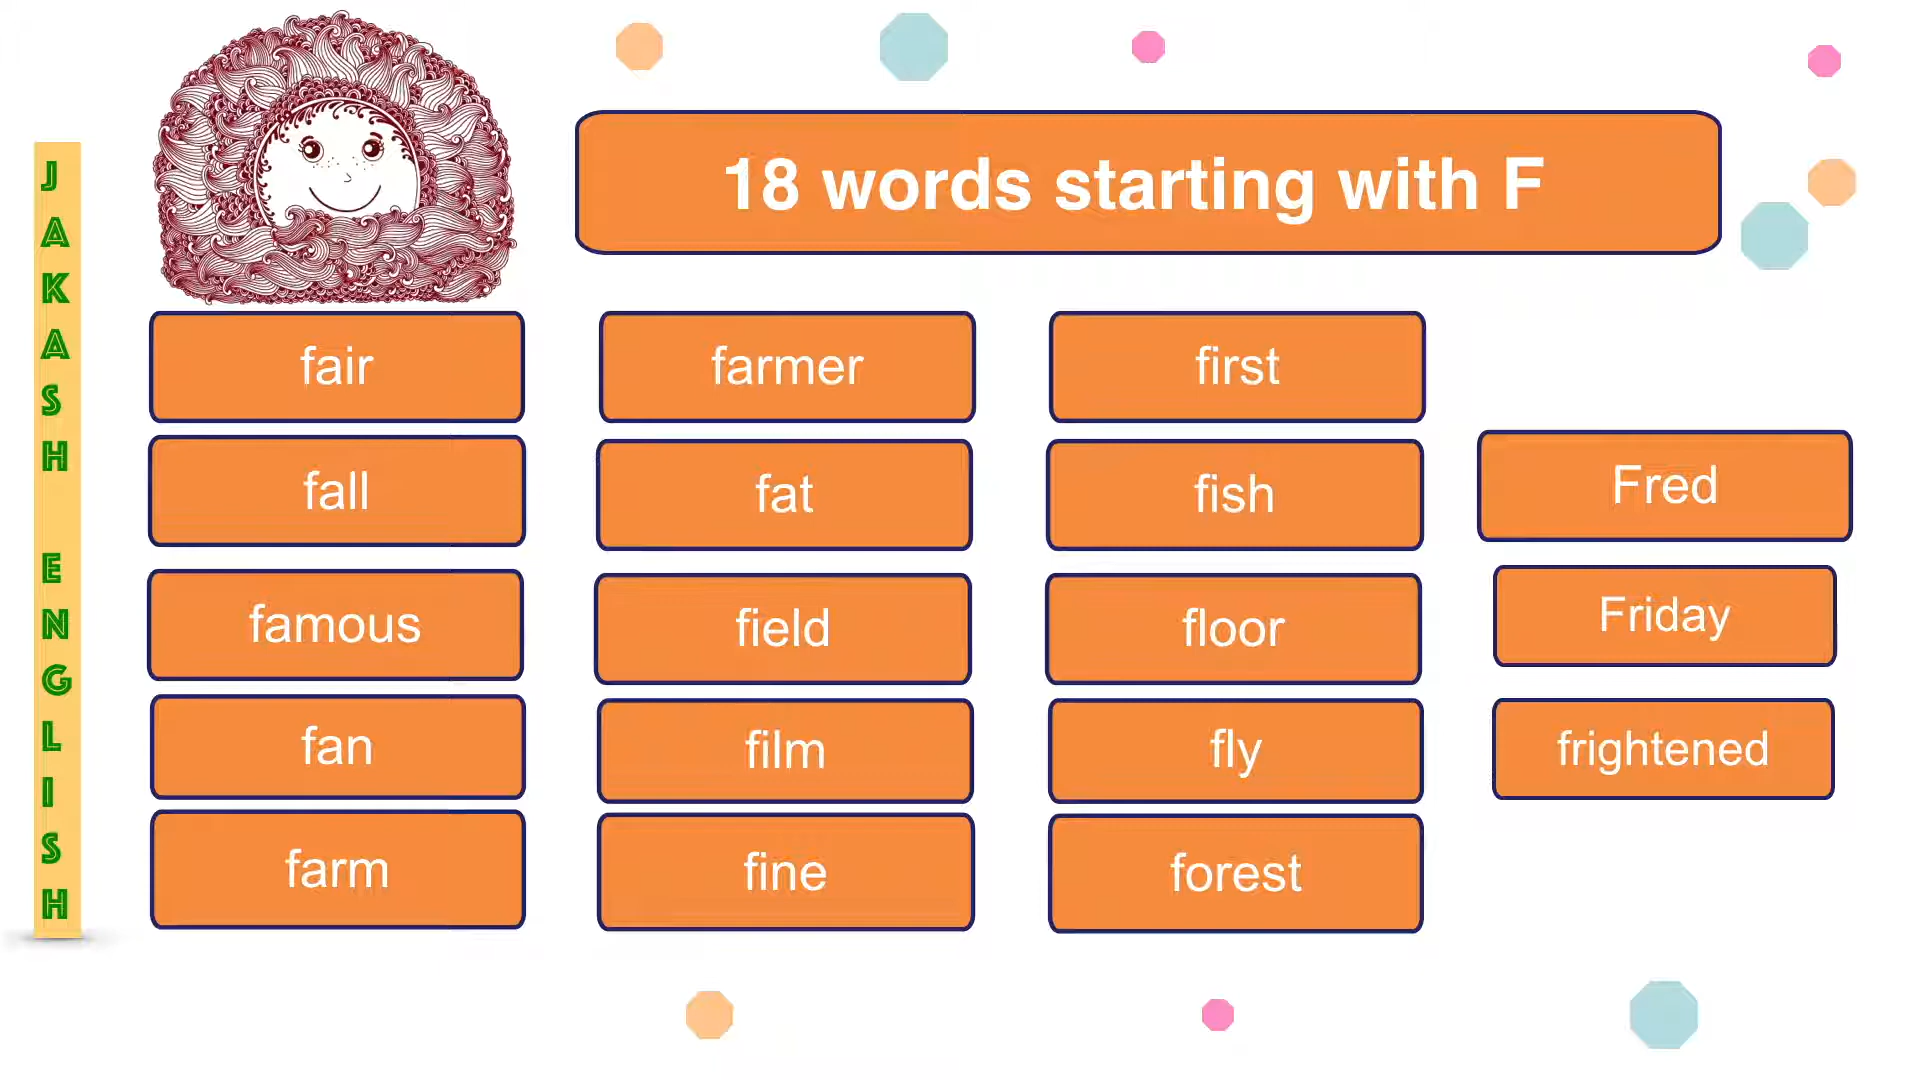 JAKASH ENGLISH
18 words starting with F
fair
fall
famous
fan
farm
farmer
fat
field
film
fine
first
fish
floor
fly
forest
Fred
Friday
frightened